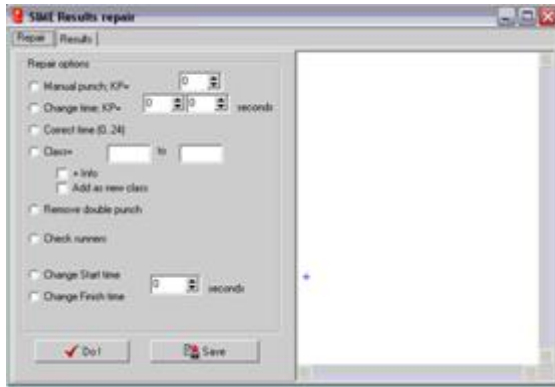 SIME Results repair
Repair Results
Repair options
Manual punch; KP= 0
Change time; KP= 0 0 seconds
Correct time (0..24)
Class= to
+ Info
Add as new class
Remove double punch
Check runners
Change Start time
0 seconds
Change Finish time
Do! Save